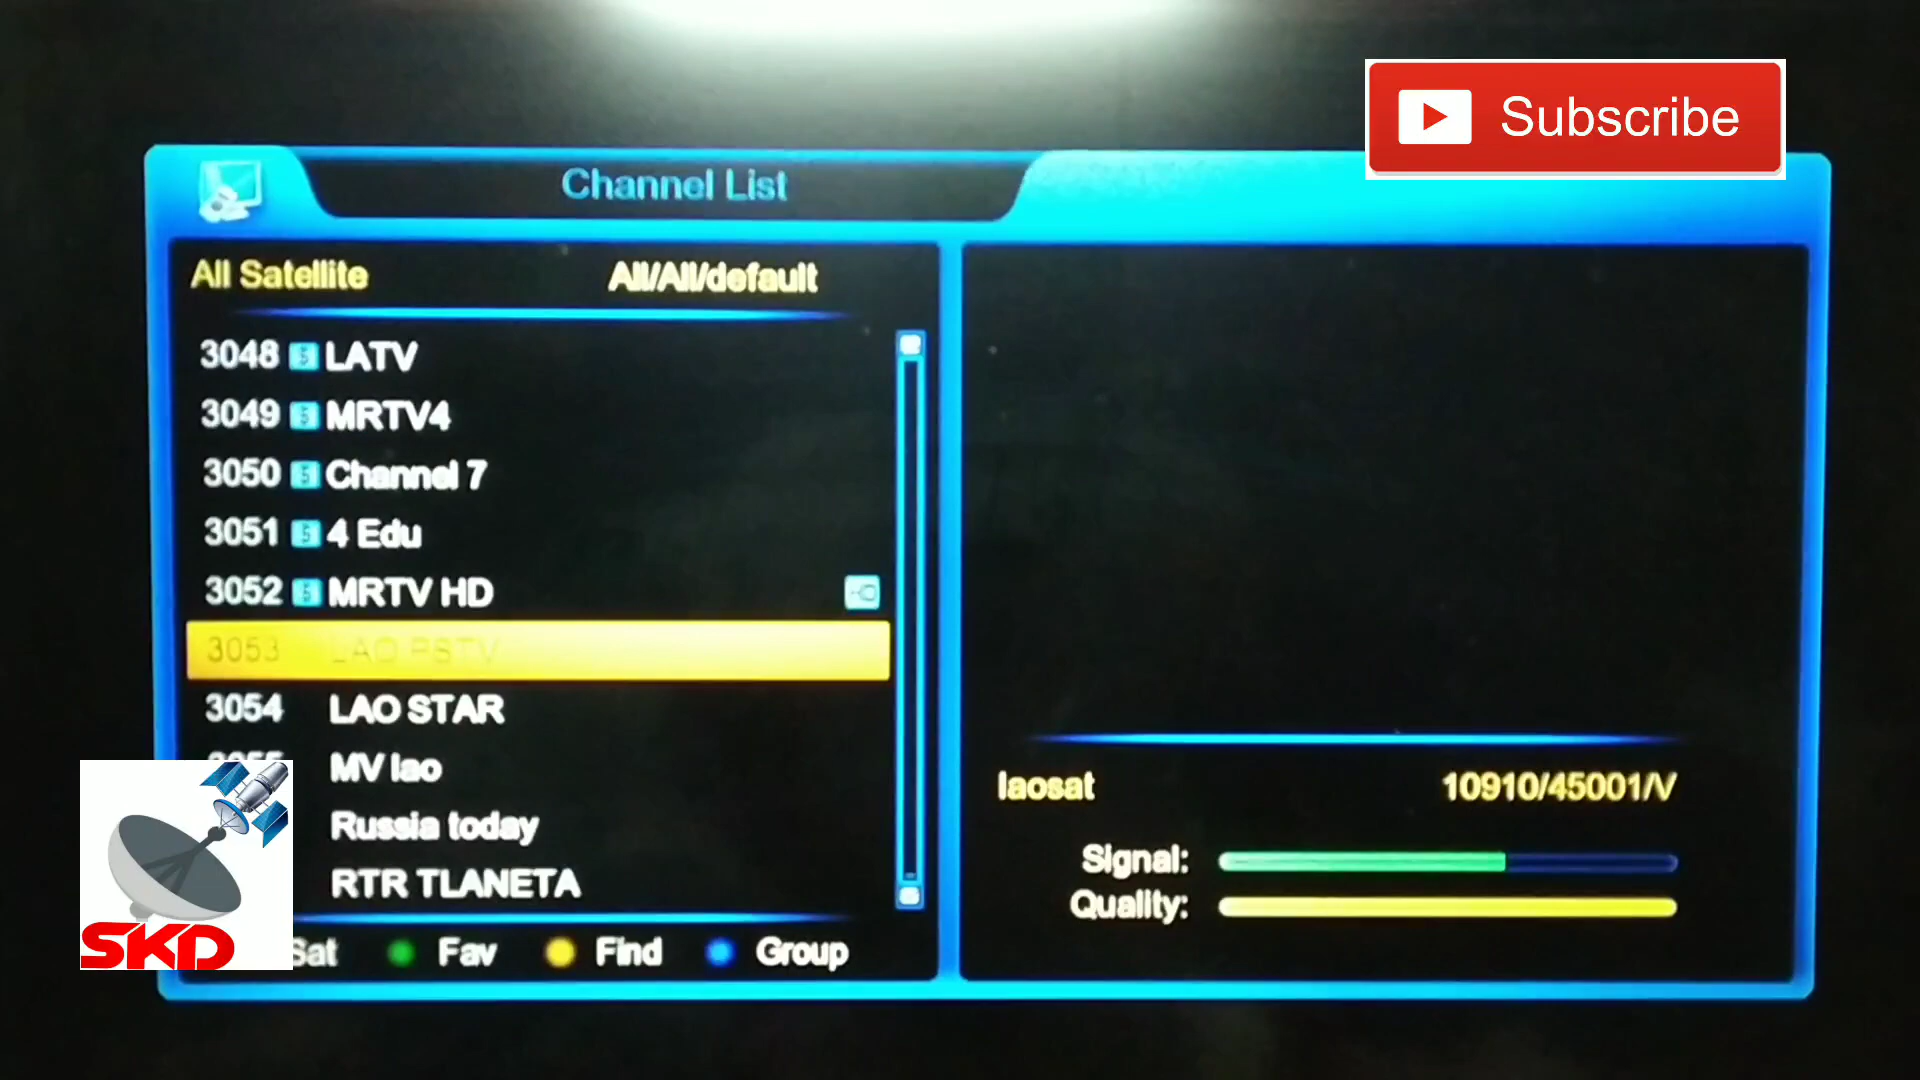 Subscribe
Channel List
All Satellite All/All/default
3048 LATV
3049 MRTV4
3050 Channel 7
3051 4 Edu
3052 MRTV HD
3053 LAO PSTV
3054 LAO STAR
MV lao
Russia today
RTR TLANETA
Sat Fav Find Group
laosat 10910/45001/V
Signal:
Quality:
SKD